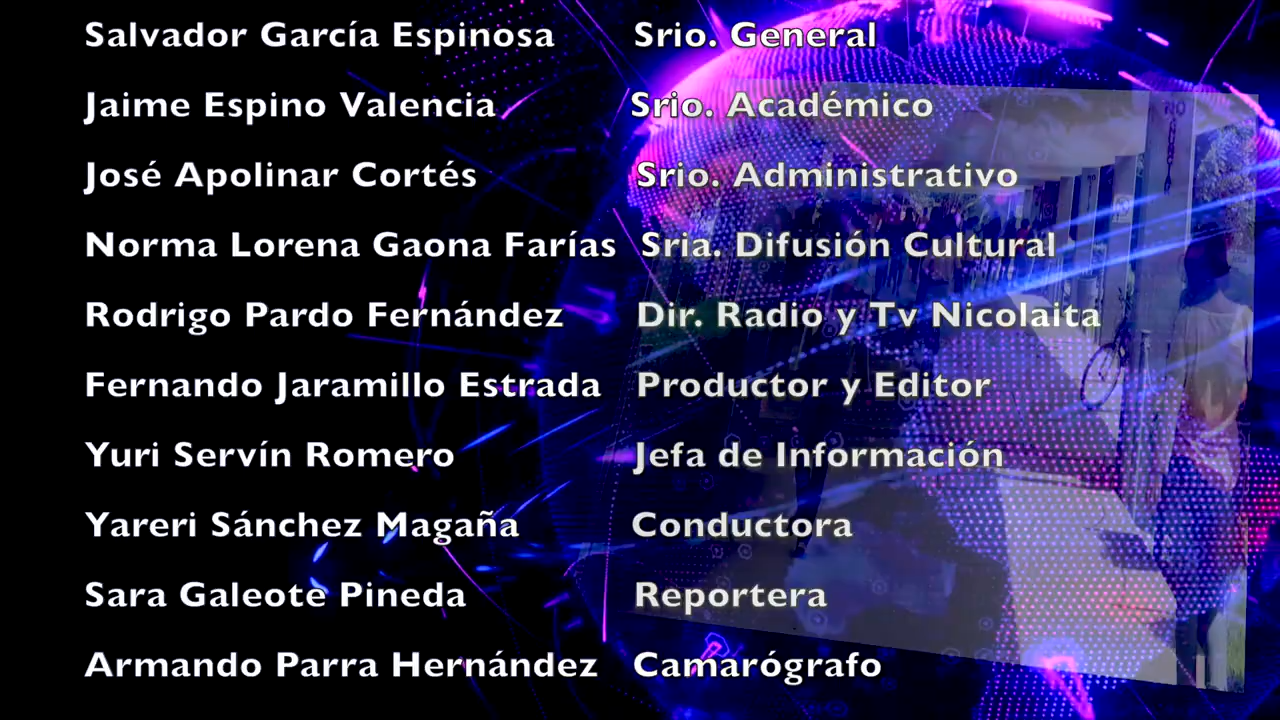 Salvador García Espinosa Srio. General
Jaime Espino Valencia Srio. Académico
José Apolinar Cortés Srio. Administrativo
Norma Lorena Gaona Farías Sria. Difusión Cultural
Rodrigo Pardo Fernández Dir. Radio y Tv Nicolaita
Fernando Jaramillo Estrada Productor y Editor
Yuri Servín Romero Jefa de Información
Yareri Sánchez Magaña Conductora
Sara Galeote Pineda Reportera
Armando Parra Hernández Camarógrafo